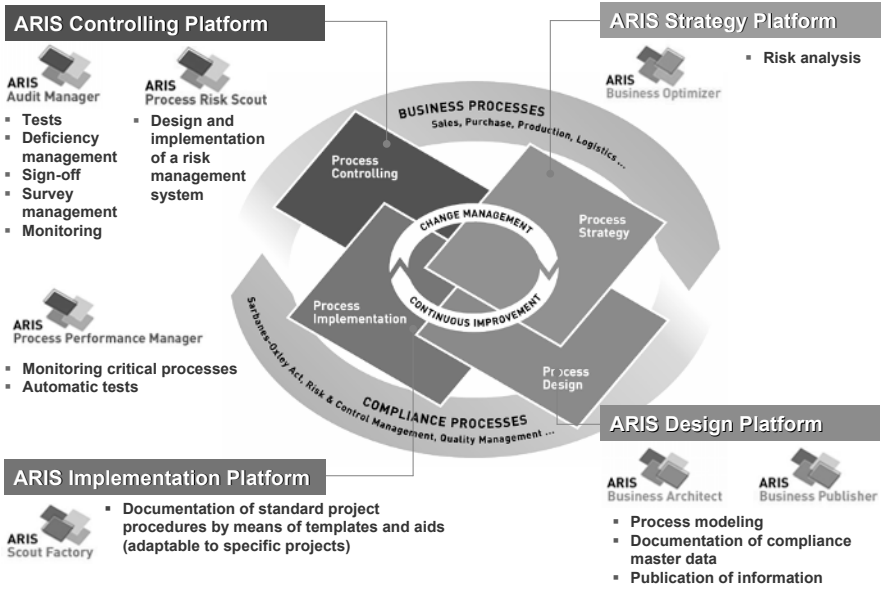 ARIS Controlling Platform
ARIS
Audit Manager
▪ Tests
▪ Deficiency
management
▪ Sign-off
▪ Survey
management
▪ Monitoring
ARIS
Process Risk Scout
▪ Design and
implementation
of a risk
management
system
ARIS
Process Performance Manager
▪ Monitoring critical processes
▪ Automatic tests
ARIS Strategy Platform
ARIS
Business Optimizer
▪ Risk analysis
BUSINESS PROCESSES
Sales, Purchase, Production, Logistics ...
Process
Controlling
Process
Strategy
CHANGE MANAGEMENT
CONTINUOUS IMPROVEMENT
Process
Implementation
Process
Design
COMPLIANCE PROCESSES
Sarbanes-Oxley Act, Risk & Control Management, Quality Management ...
ARIS Implementation Platform
ARIS
Scout Factory
▪ Documentation of standard project
procedures by means of templates and aids
(adaptable to specific projects)
ARIS Design Platform
ARIS
Business Architect
ARIS
Business Publisher
▪ Process modeling
▪ Documentation of compliance
master data
▪ Publication of information